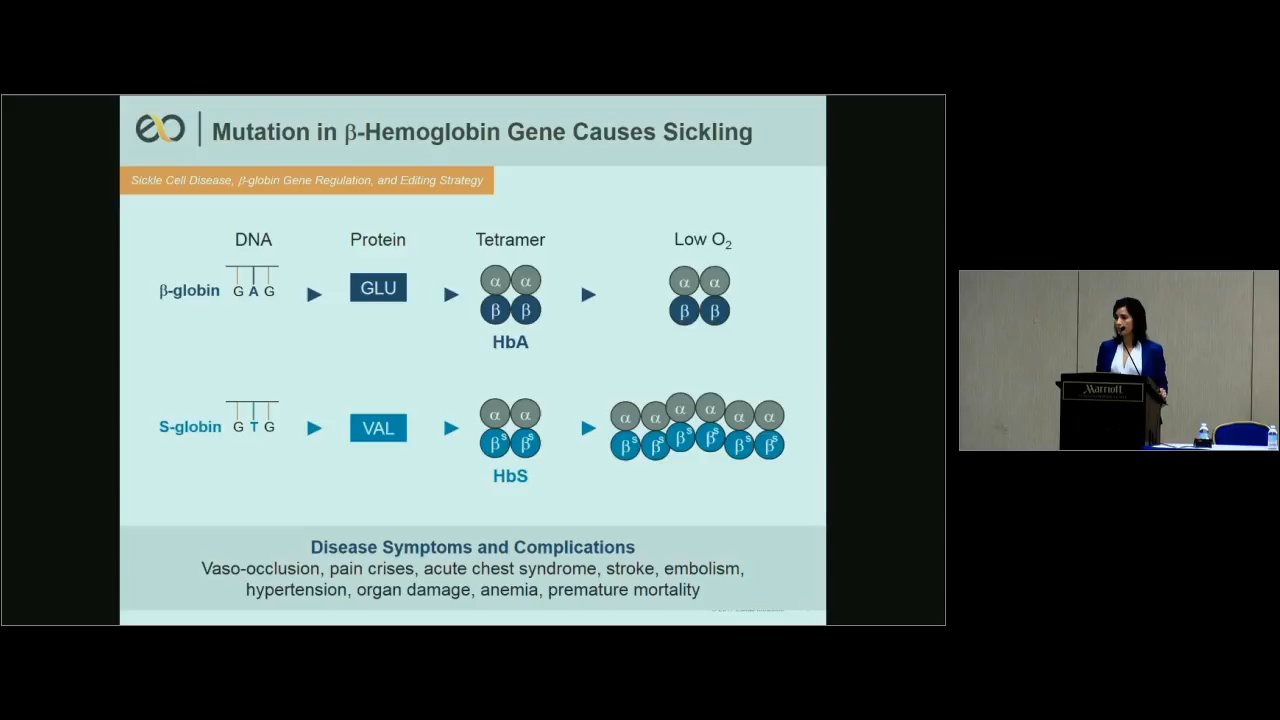 Mutation in β-Hemoglobin Gene Causes Sickling
Sickle Cell Disease, β-globin Gene Regulation, and Editing Strategy
DNA Protein Tetramer Low O₂
β-globin G A G GLU α α β β α α β β
HbA
S-globin G T G VAL α α βˢ βˢ α α α α α α βˢ βˢ βˢ βˢ βˢ βˢ
HbS
Disease Symptoms and Complications
Vaso-occlusion, pain crises, acute chest syndrome, stroke, embolism,
hypertension, organ damage, anemia, premature mortality
Marriott